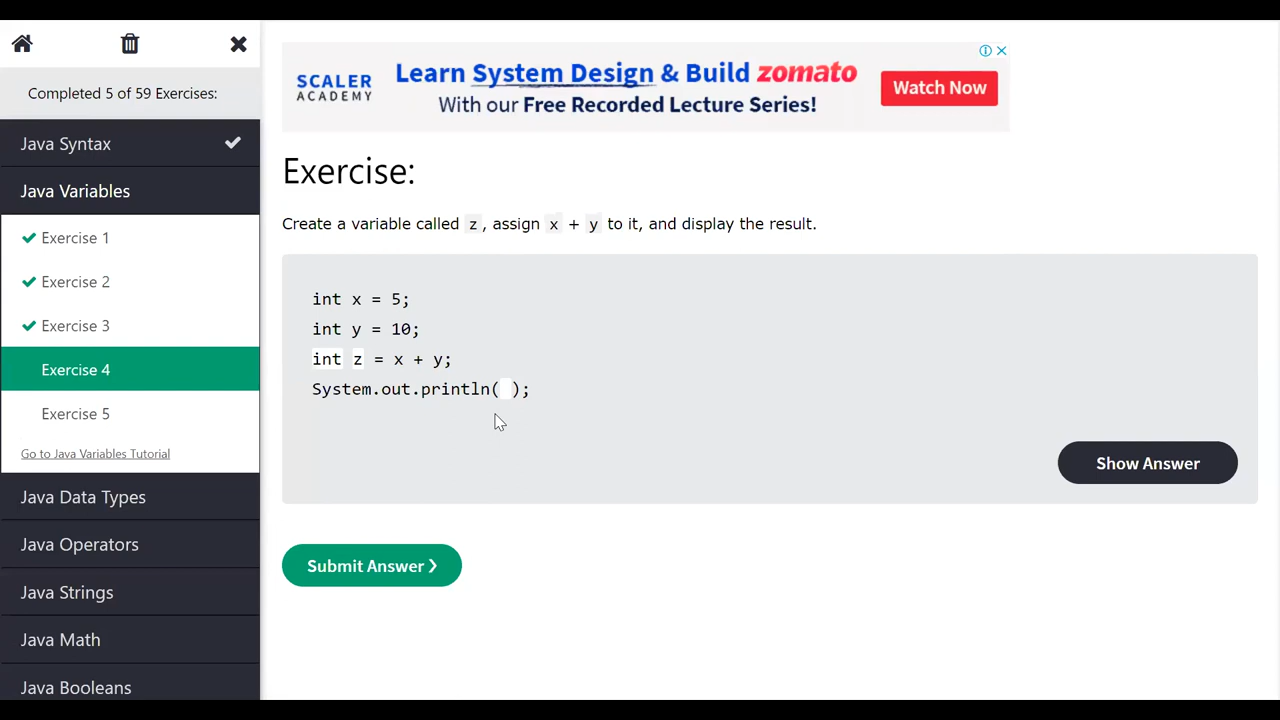 Completed 5 of 59 Exercises:
Java Syntax
Java Variables
Exercise 1
Exercise 2
Exercise 3
Exercise 4
Exercise 5
Go to Java Variables Tutorial
Java Data Types
Java Operators
Java Strings
Java Math
Java Booleans
SCALER
ACADEMY
Learn System Design & Build zomato
With our Free Recorded Lecture Series!
Watch Now
Exercise:
Create a variable called z, assign x + y to it, and display the result.
int x = 5;
int y = 10;
int z = x + y;
System.out.println( );
Show Answer
Submit Answer ❯